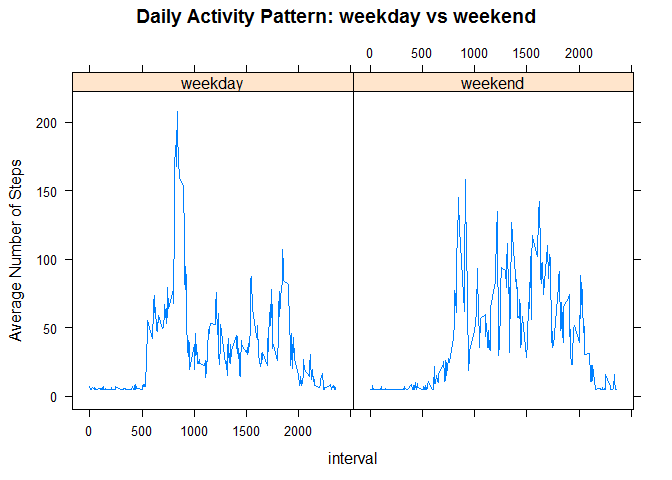 Daily Activity Pattern: weekday vs weekend
0 500 1000 1500 2000
weekday weekend
Average Number of Steps
200
150
100
50
0
0 500 1000 1500 2000
interval